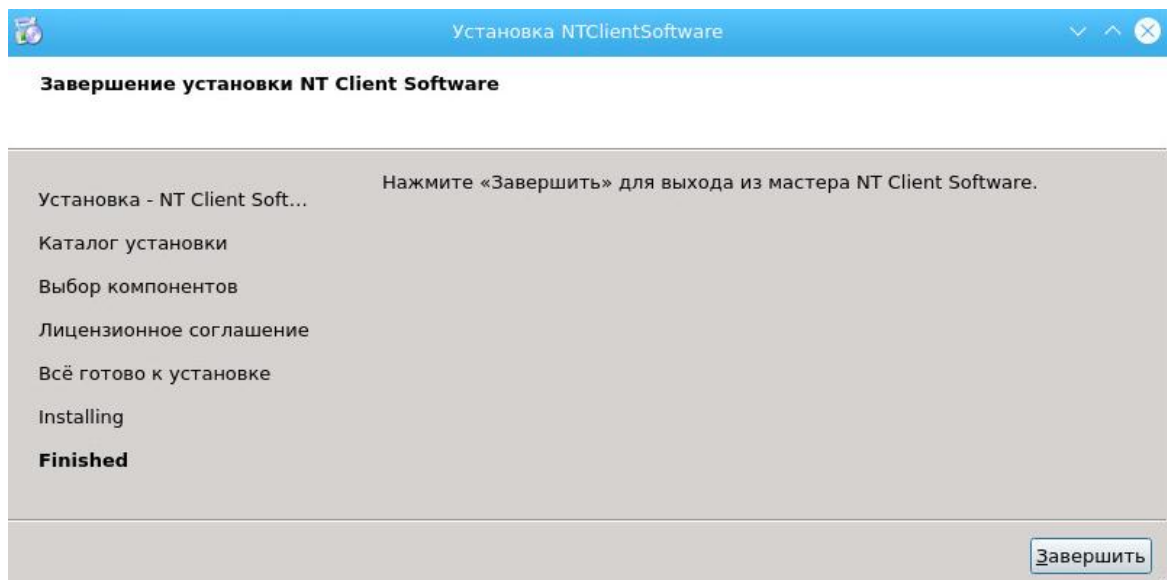 Установка NTClientSoftware
Завершение установки NT Client Software
Нажмите «Завершить» для выхода из мастера NT Client Software.
Установка - NT Client Soft...
Каталог установки
Выбор компонентов
Лицензионное соглашение
Всё готово к установке
Installing
Finished
Завершить